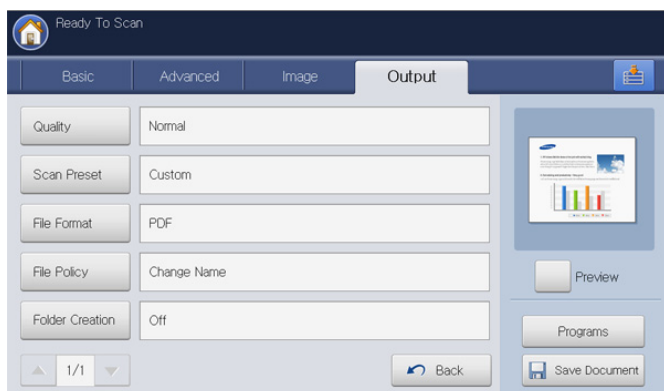 Ready To Scan
Basic
Advanced
Image
Output
Quality
Normal
Scan Preset
Custom
File Format
PDF
File Policy
Change Name
Folder Creation
Off
Preview
Programs
1/1
Back
Save Document